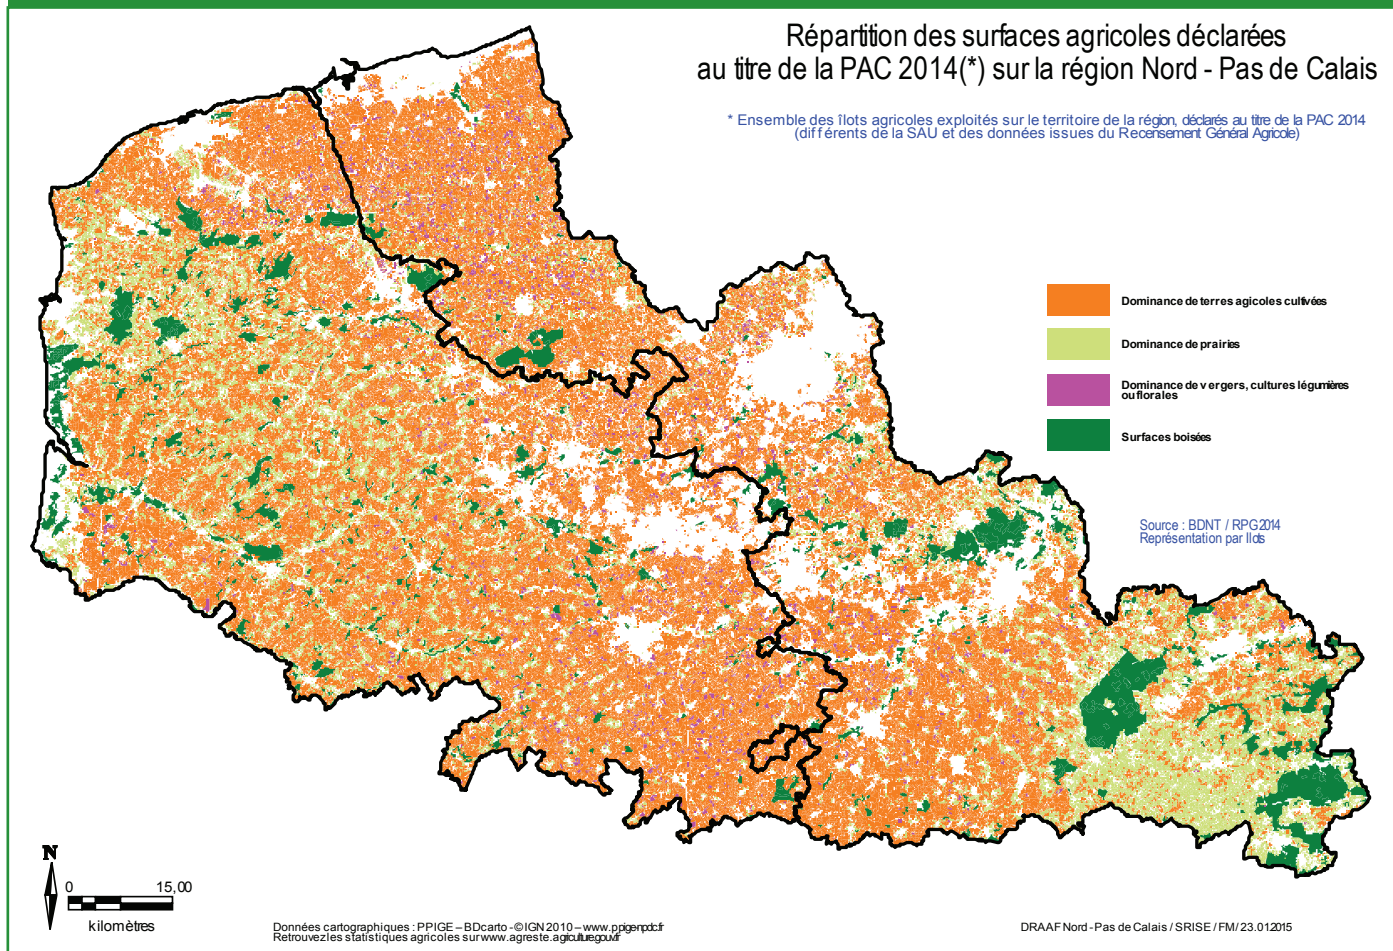 Répartition des surfaces agricoles déclarées
au titre de la PAC 2014(*) sur la région Nord - Pas de Calais
* Ensemble des îlots agricoles exploités sur le territoire de la région, déclarés au titre de la PAC 2014
(différents de la SAU et des données issues du Recensement Général Agricole)
Dominance de terres agicoles cultivées
Dominance de prairies
Dominance de vergers, cultures légumières
ou florales
Surfaces boisées
Source : BDNT / RPG2014
Représentation par Ilots
N
0 15,00
kilomètres
Données cartographiques : PPIGE – BDcarto - © IGN 2010 – www.ppige-npdc.fr
Retrouvez les statistiques agricoles sur www.agreste.agriculture.gouv.fr
DRAAF Nord - Pas de Calais / SRISE / FM / 23.01.2015